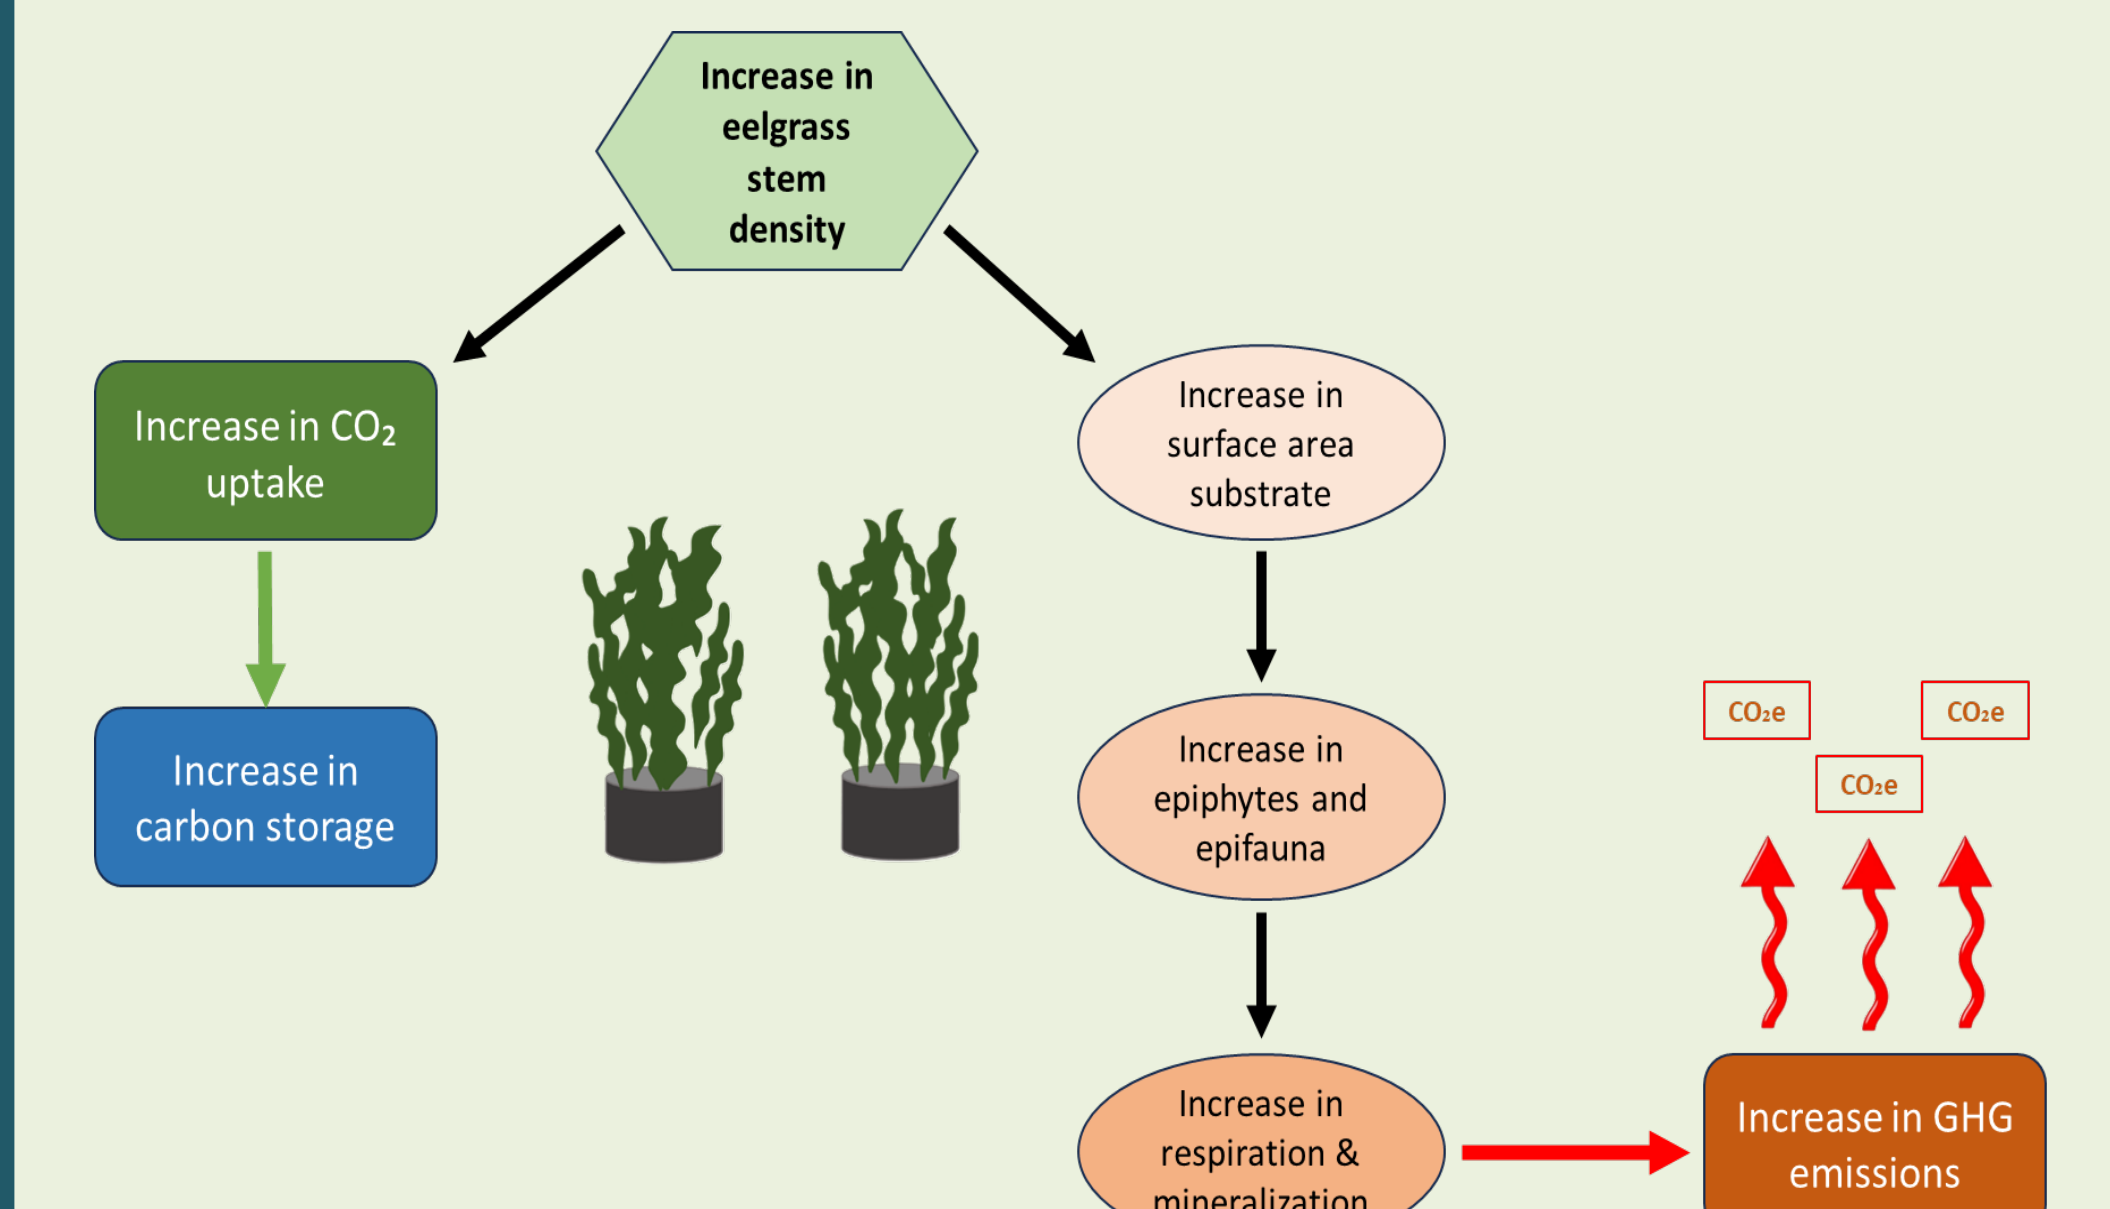 Increase in
eelgrass
stem
density
Increase in CO₂
uptake
Increase in
carbon storage
Increase in
surface area
substrate
Increase in
epiphytes and
epifauna
Increase in
respiration &
mineralization
CO₂e
CO₂e
CO₂e
Increase in GHG
emissions